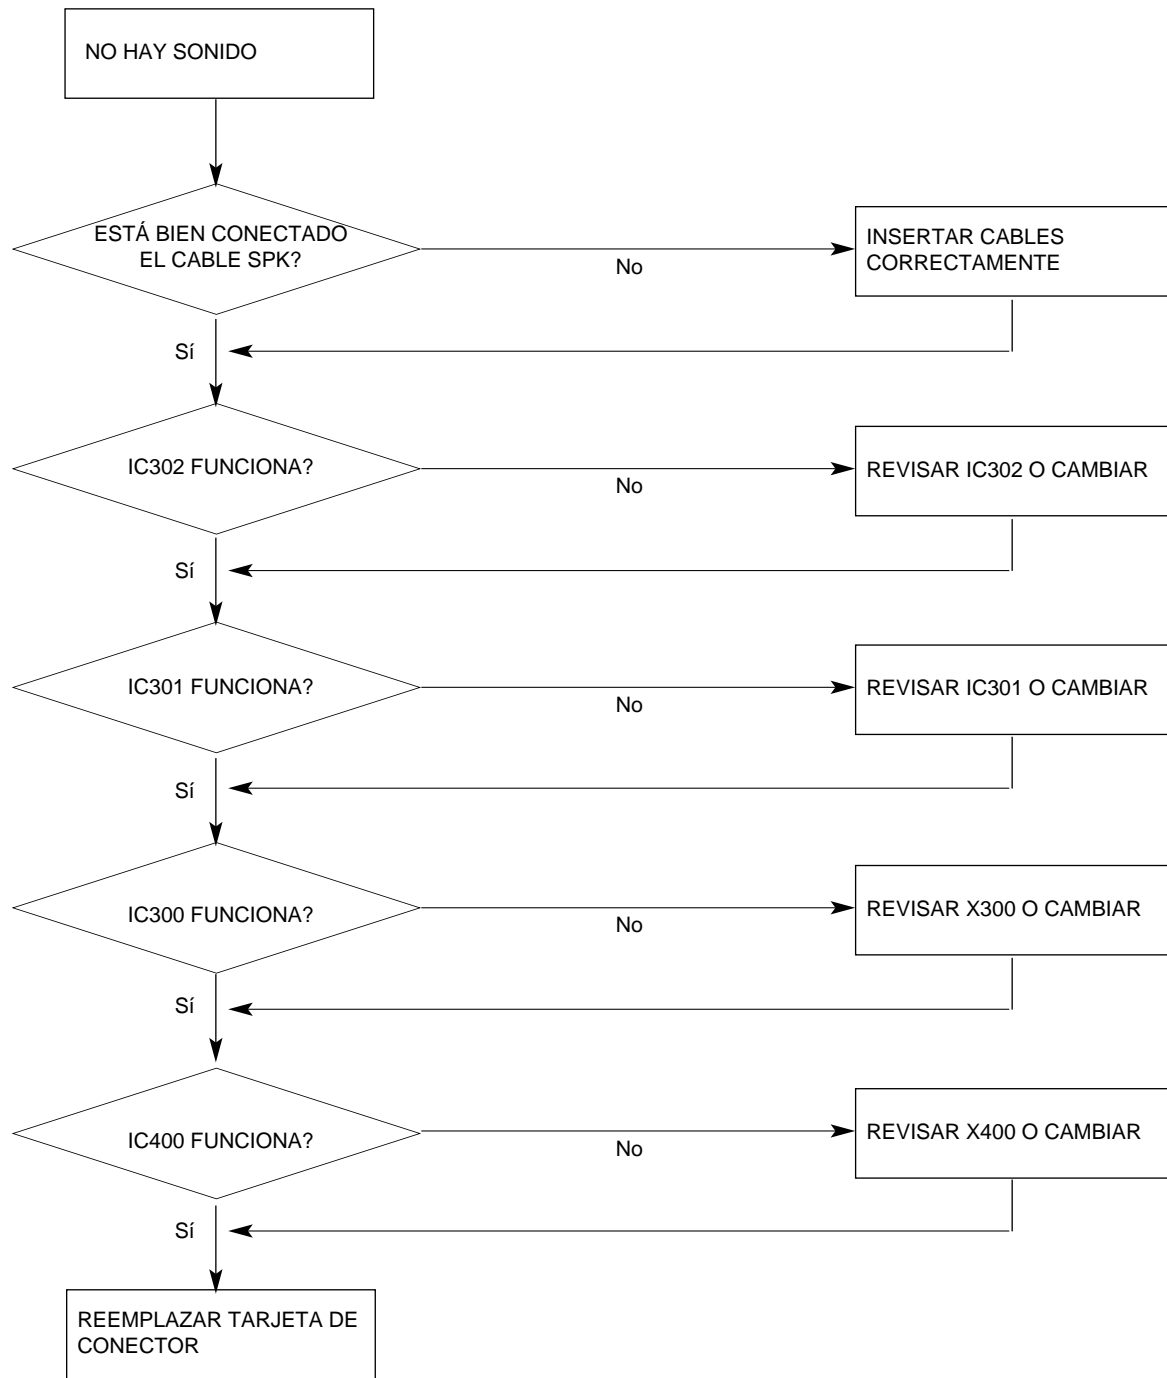 NO HAY SONIDO
ESTÁ BIEN CONECTADO
EL CABLE SPK?
No
INSERTAR CABLES
CORRECTAMENTE
Sí
IC302 FUNCIONA?
No
REVISAR IC302 O CAMBIAR
Sí
IC301 FUNCIONA?
No
REVISAR IC301 O CAMBIAR
Sí
IC300 FUNCIONA?
No
REVISAR X300 O CAMBIAR
Sí
IC400 FUNCIONA?
No
REVISAR X400 O CAMBIAR
Sí
REEMPLAZAR TARJETA DE
CONECTOR